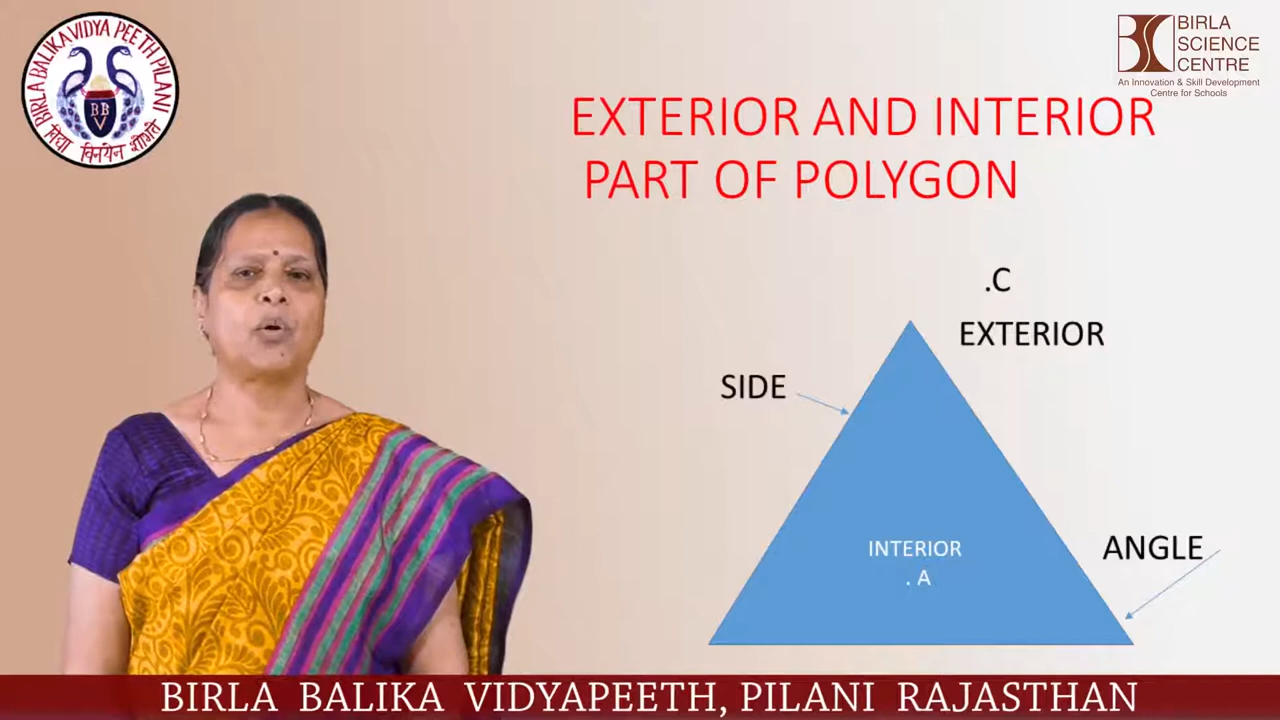 BIRLA BALIKA VIDYA PEETH PILANI
BB
V
विद्या विनयेन शोभते
BIRLA
SCIENCE
CENTRE
An Innovation & Skill Development
Centre for Schools
EXTERIOR AND INTERIOR
PART OF POLYGON
.C
EXTERIOR
SIDE
INTERIOR
. A
ANGLE
BIRLA BALIKA VIDYAPEETH, PILANI RAJASTHAN